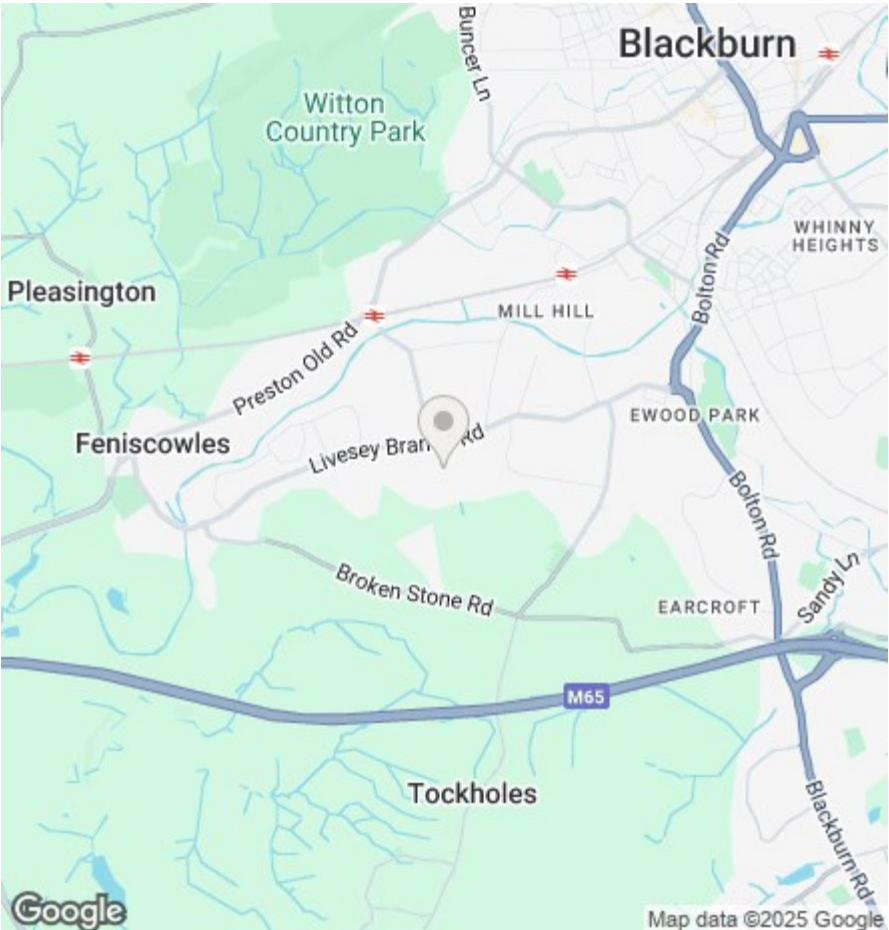 Buncer Ln
Blackburn
Witton
Country Park
WHINNY
HEIGHTS
Bolton Rd
Pleasington
MILL HILL
Preston Old Rd
EWOOD PARK
Feniscowles
Livesey Bran Rd
Bolton Rd
Broken Stone Rd
EARCROFT
Sandy Ln
M65
Tockholes
Blackburn Rd
Google
Map data ©2025 Google